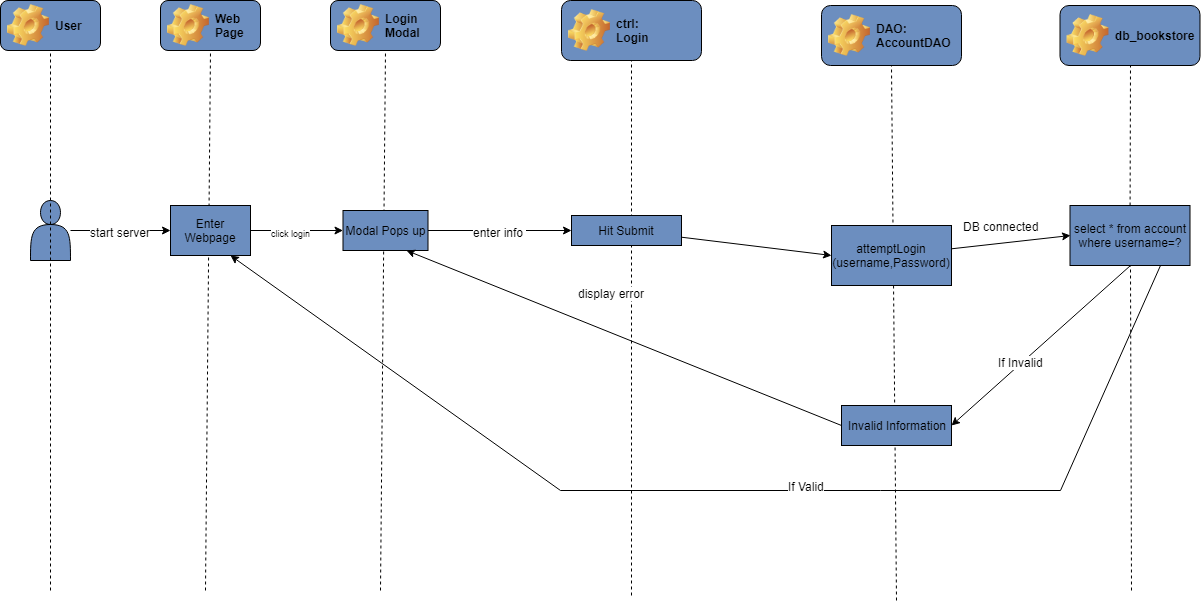 User
Web
Page
Login
Modal
ctrl:
Login
DAO:
AccountDAO
db_bookstore
start server
Enter
Webpage
click login
Modal Pops up
enter info
Hit Submit
attemptLogin
(username,Password)
DB connected
select * from account
where username=?
display error
If Invalid
Invalid Information
If Valid